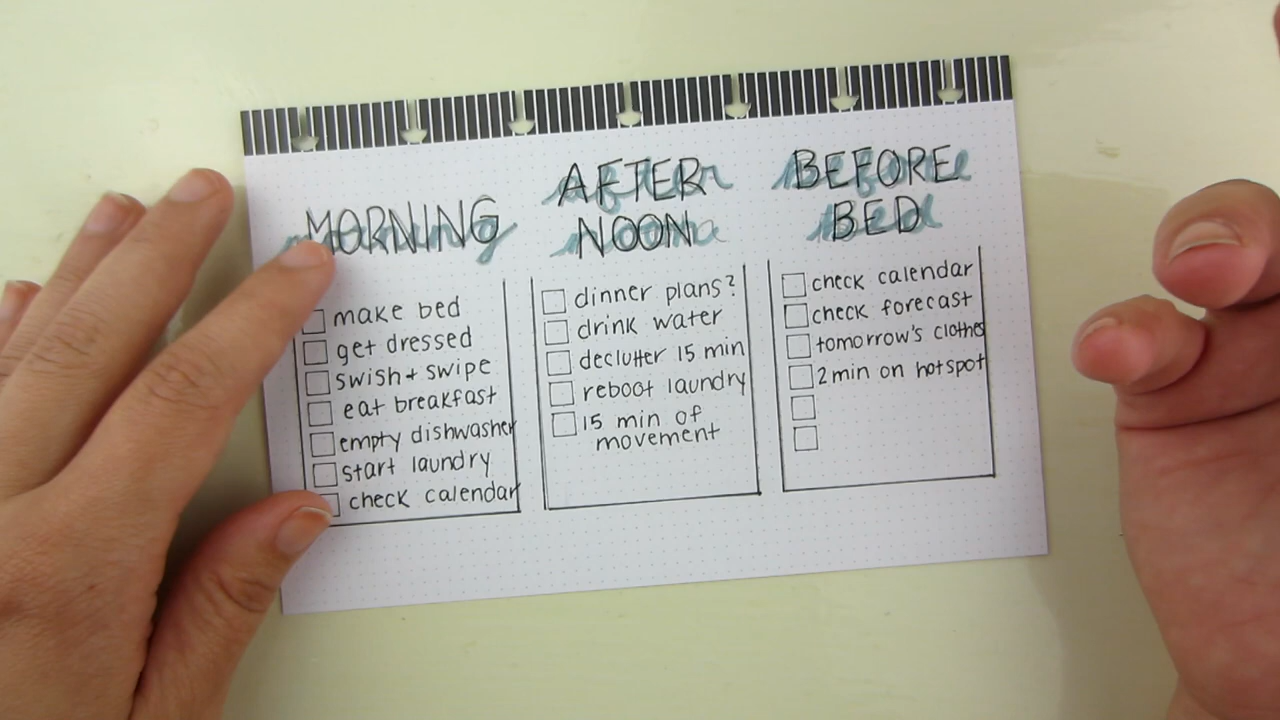 MORNING
make bed
get dressed
swish + swipe
eat breakfast
empty dishwasher
start laundry
check calendar
AFTER
NOON
dinner plans?
drink water
declutter 15 min
reboot laundry
15 min of
movement
BEFORE
BED
check calendar
check forecast
tomorrow's clothes
2 min on hotspot